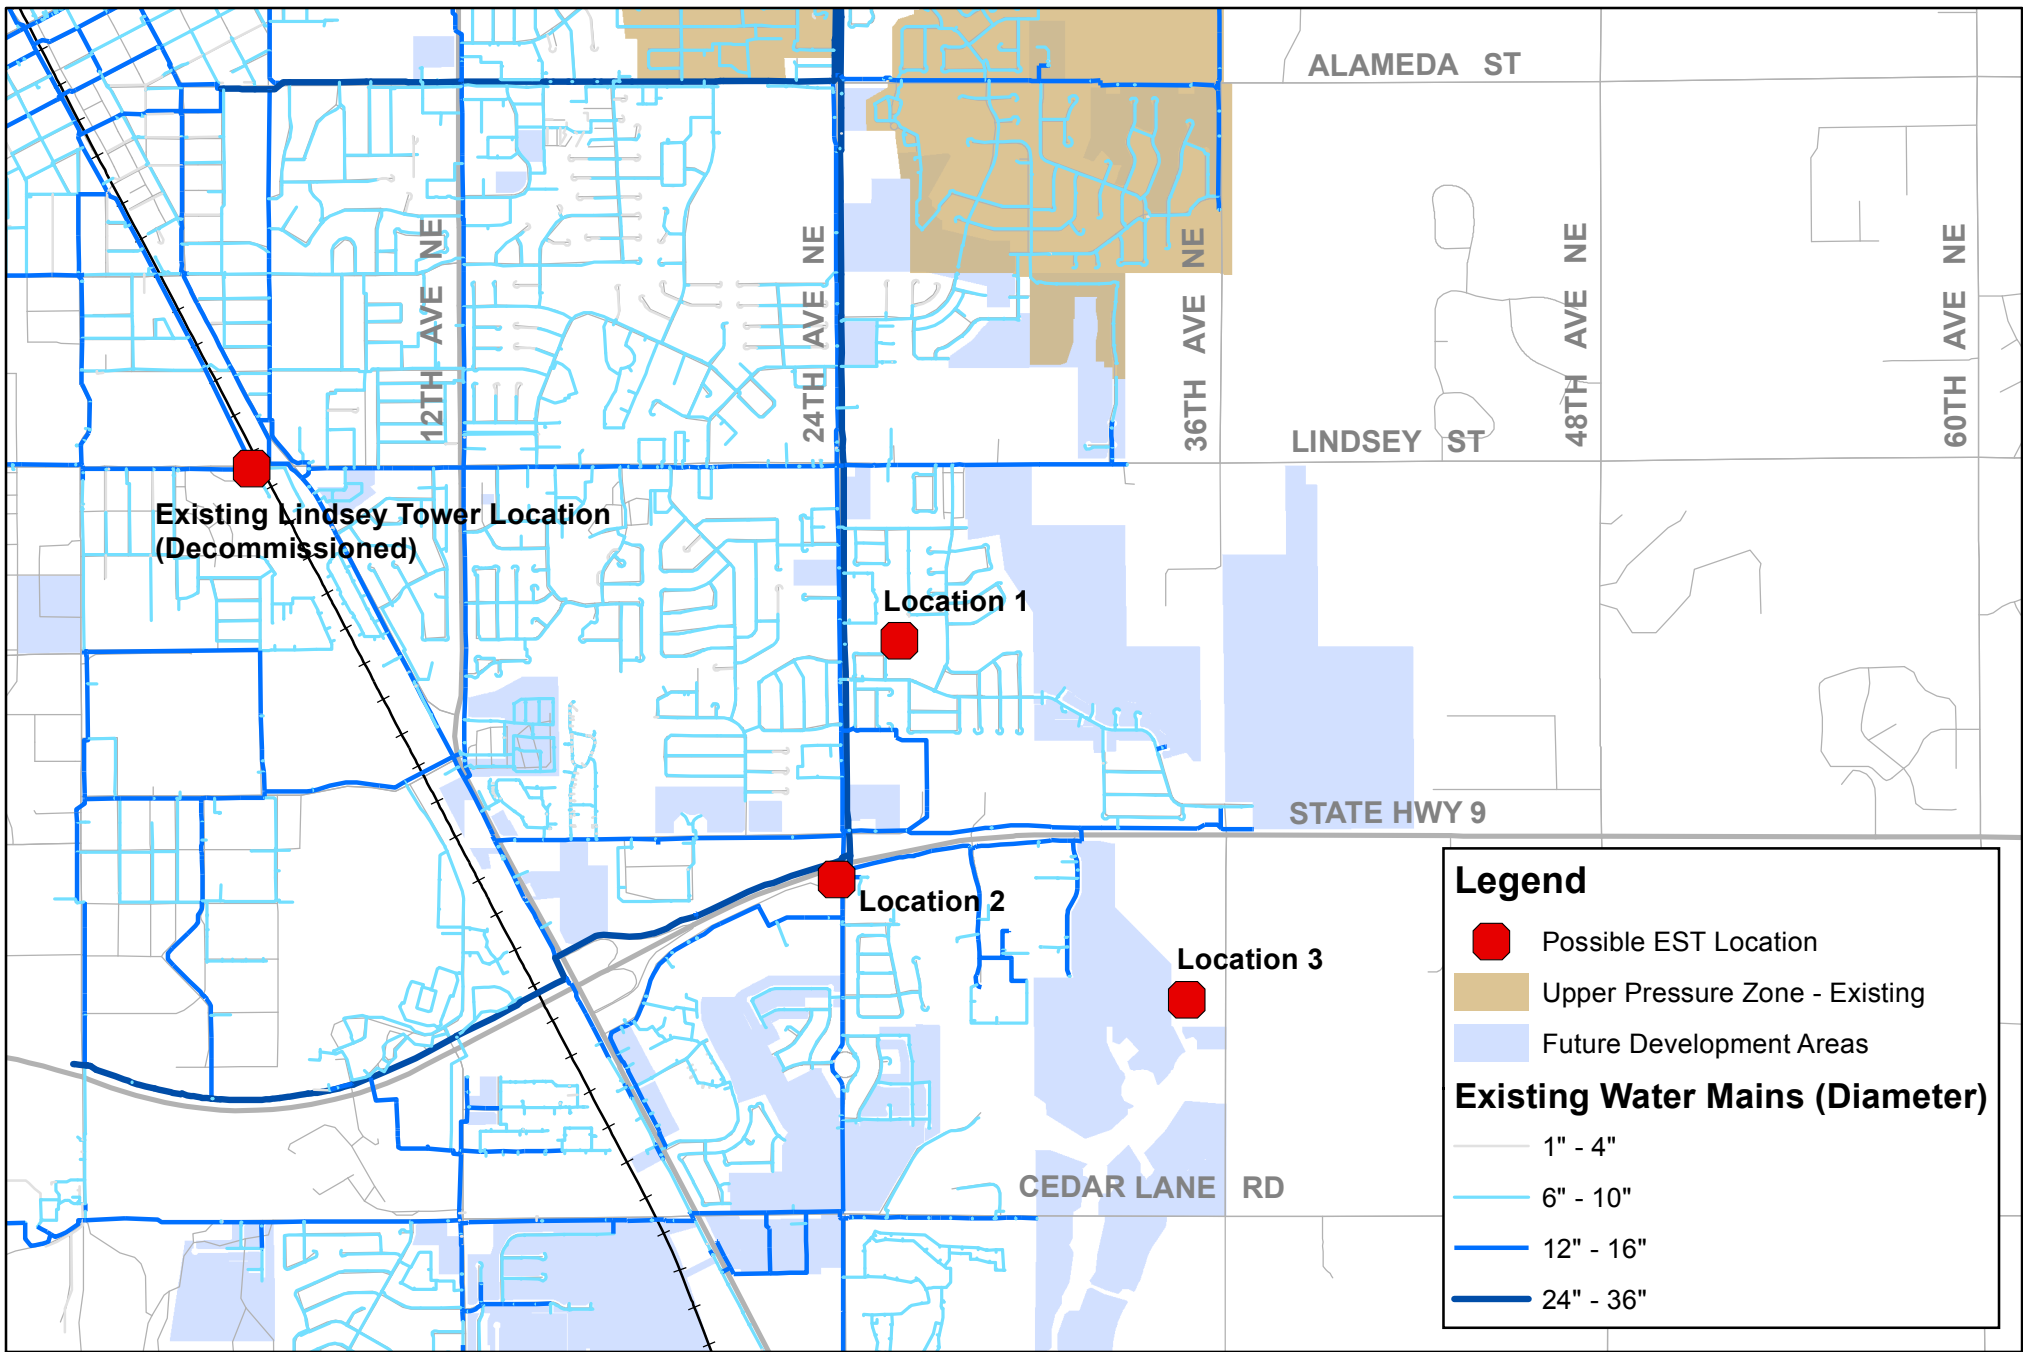 ALAMEDA ST
12TH AVE NE
24TH AVE NE
36TH AVE NE
48TH AVE NE
60TH AVE NE
LINDSEY ST
Existing Lindsey Tower Location
(Decommissioned)
Location 1
STATE HWY 9
Location 2
Location 3
CEDAR LANE RD
Legend
Possible EST Location
Upper Pressure Zone - Existing
Future Development Areas
Existing Water Mains (Diameter)
1" - 4"
6" - 10"
12" - 16"
24" - 36"